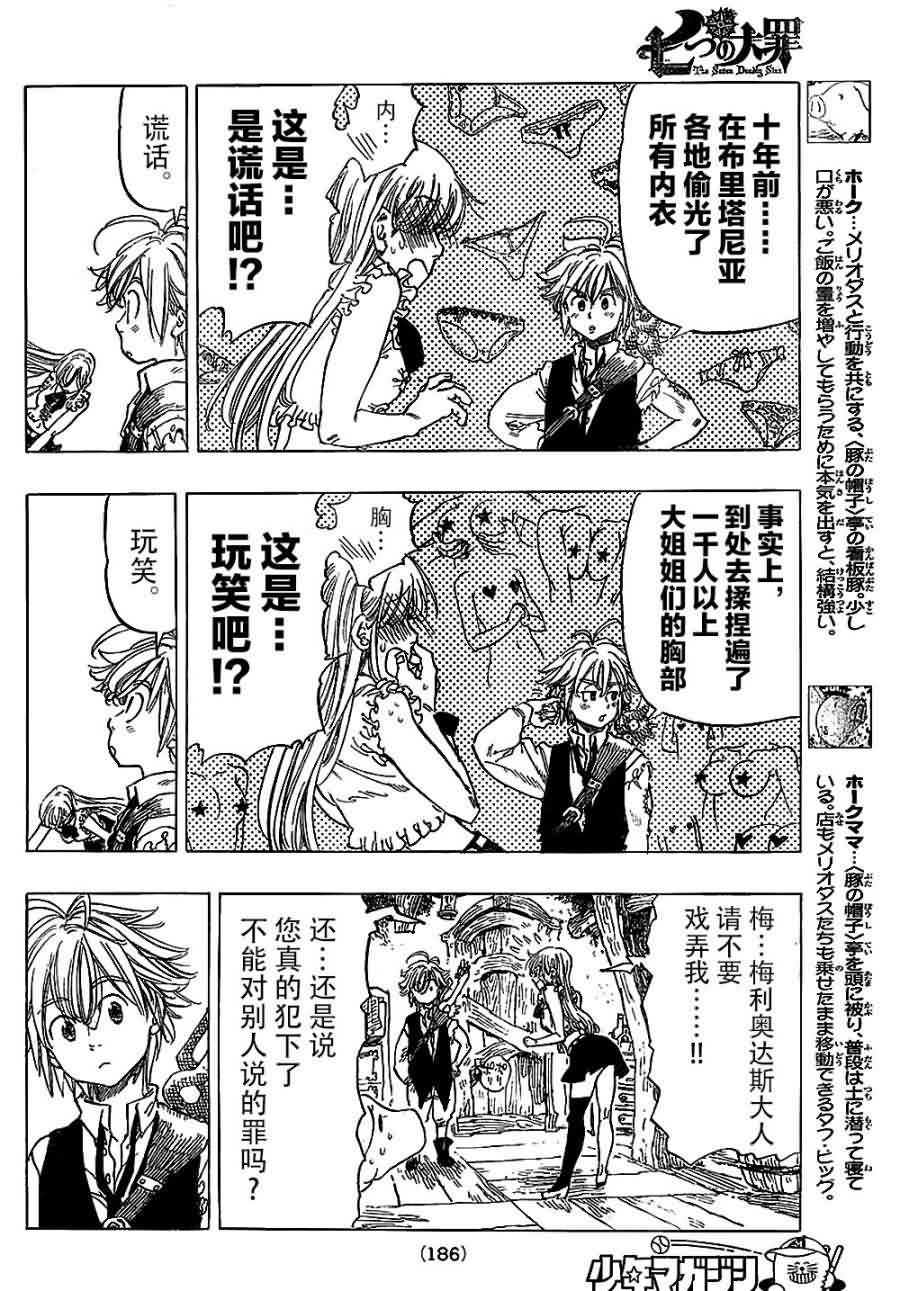 七つの大罪
The Seven Deadly Sins
十年前……
在布里塔尼亚
各地偷光了
所有内衣
内…
这是…
是谎话吧!?
谎话。
事实上，
到处去揉捏遍了
一千人以上
大姐姐们的胸部
胸…
这是…
玩笑吧!?
玩笑。
梅…梅利奥达斯大人
请不要
戏弄我……!!
还…还是说
您真的犯下了
不能对别人说的罪吗？
ホーク…メリオダスと行動を共にする、〈豚の帽子〉亭の看板豚。少し
口が悪い。ご飯の量を増やしてもらうために本気を出すと、結構強い。
ホークママ…〈豚の帽子〉亭を頭に被り、普段は土に潜って寝て
いる。店もメリオダスたちも乗せたまま移動できるタフ・ピッグ。
(186)
少年マガジン